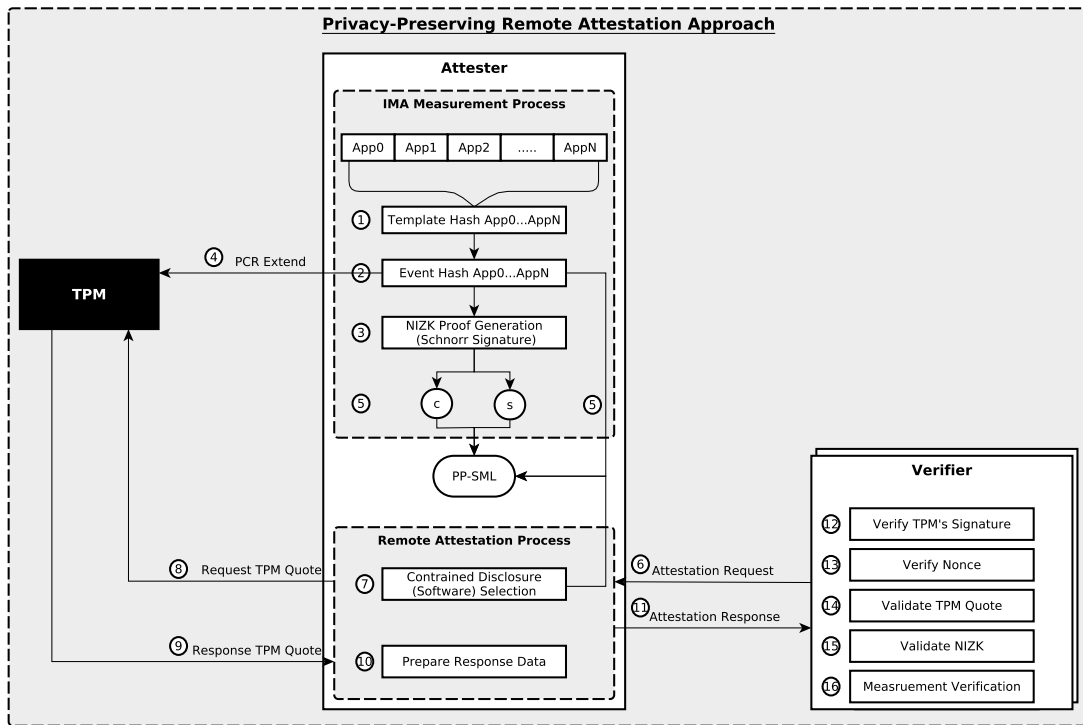 Privacy-Preserving Remote Attestation Approach
Attester
IMA Measurement Process
App0 App1 App2 ..... AppN
1 Template Hash App0...AppN
4 PCR Extend
2 Event Hash App0...AppN
TPM
3 NIZK Proof Generation
(Schnorr Signature)
5 c s 5
PP-SML
Remote Attestation Process
8 Request TPM Quote
7 Contrained Disclosure
(Software) Selection
9 Response TPM Quote
10 Prepare Response Data
6 Attestation Request
11 Attestation Response
Verifier
12 Verify TPM's Signature
13 Verify Nonce
14 Validate TPM Quote
15 Validate NIZK
16 Measruement Verification